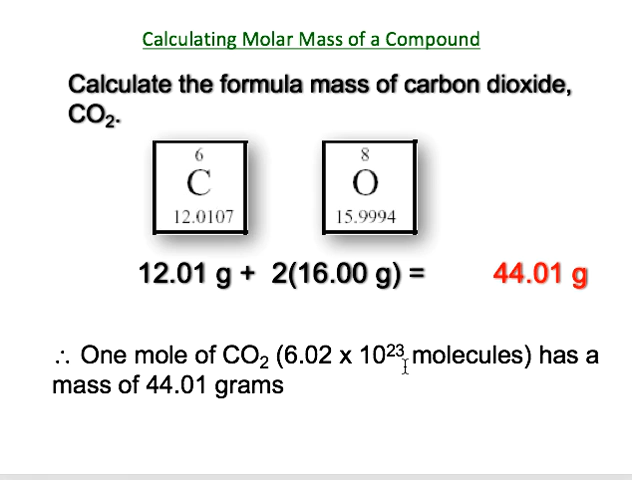 Calculating Molar Mass of a Compound
Calculate the formula mass of carbon dioxide,
CO₂.
6 8
C O
12.0107 15.9994
12.01 g + 2(16.00 g) = 44.01 g
∴ One mole of CO₂ (6.02 x 10²³ molecules) has a
mass of 44.01 grams